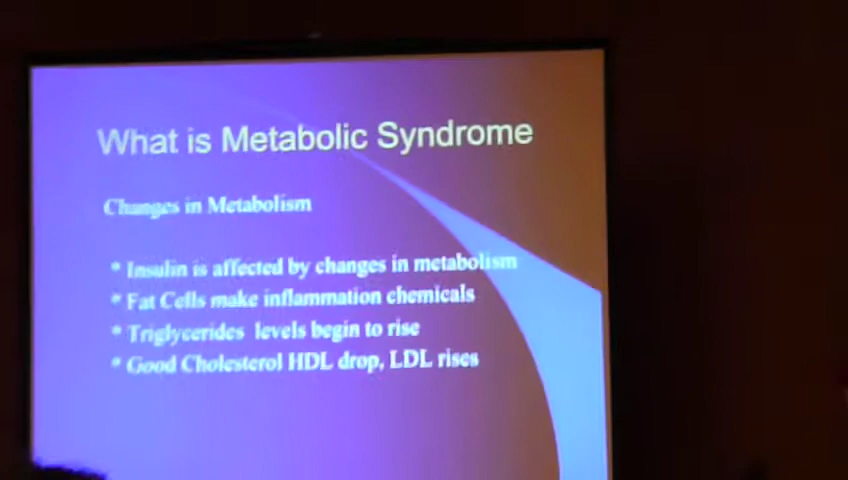 What is Metabolic Syndrome
Changes in Metabolism
* Insulin is affected by changes in metabolism
* Fat Cells make inflammation chemicals
* Triglycerides levels begin to rise
* Good Cholesterol HDL drop, LDL rises